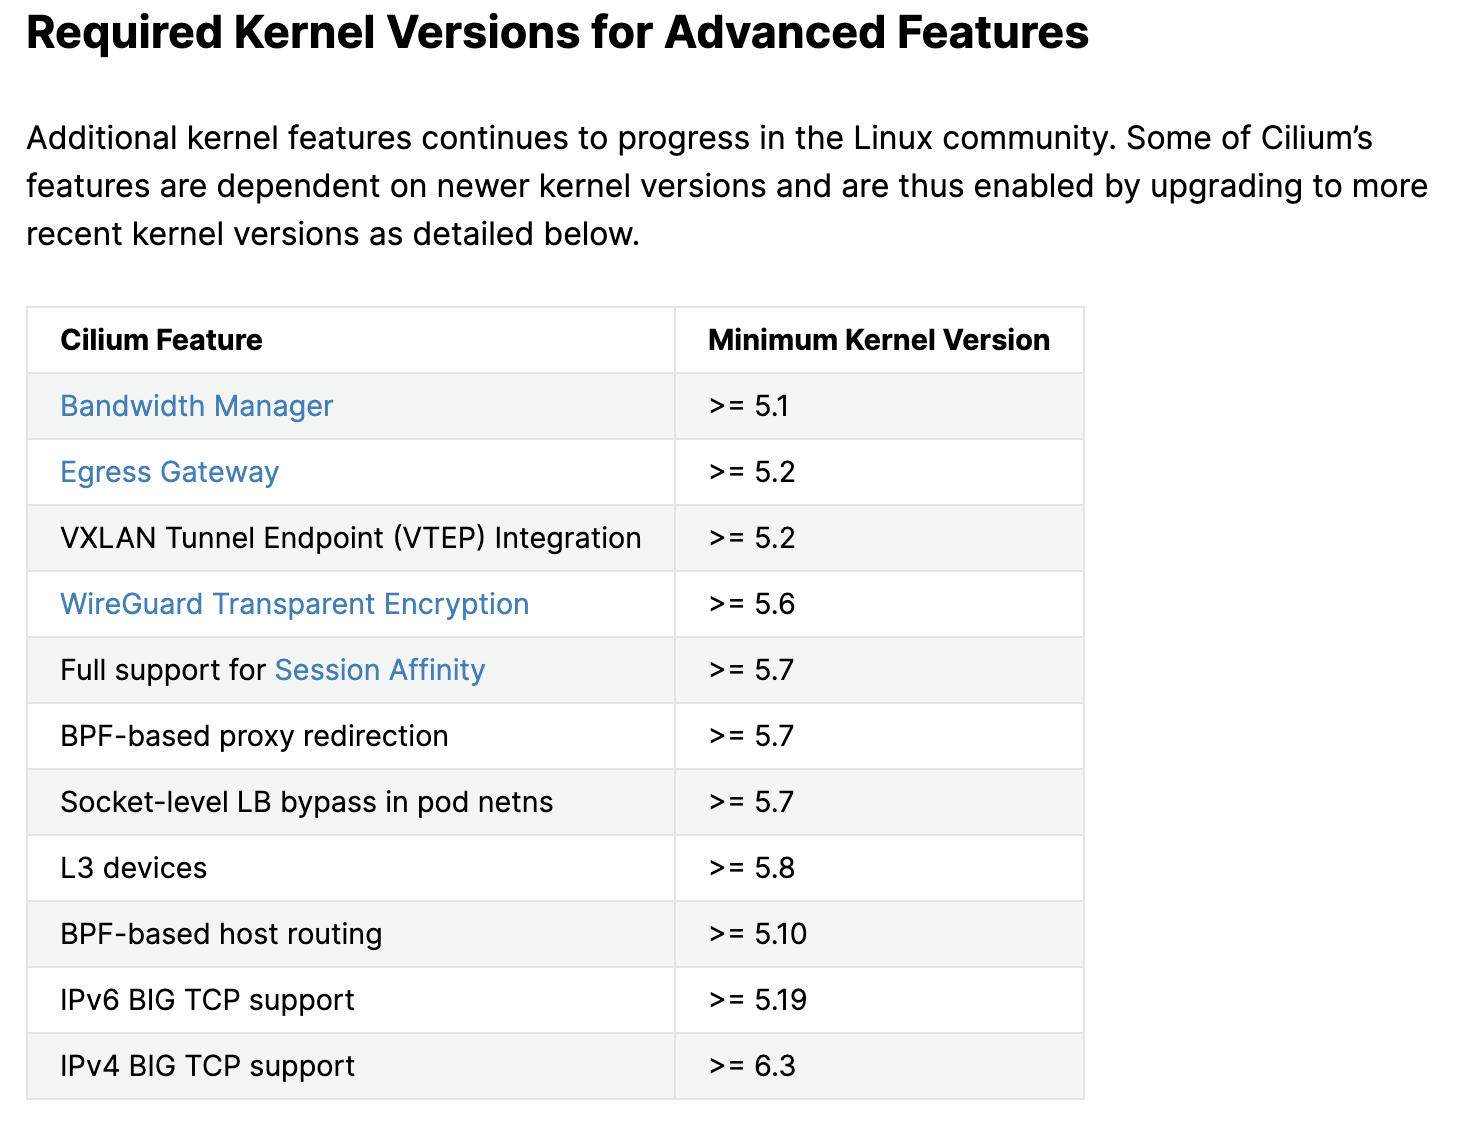 Required Kernel Versions for Advanced Features
Additional kernel features continues to progress in the Linux community. Some of Cilium’s
features are dependent on newer kernel versions and are thus enabled by upgrading to more
recent kernel versions as detailed below.
Cilium Feature Minimum Kernel Version
Bandwidth Manager >= 5.1
Egress Gateway >= 5.2
VXLAN Tunnel Endpoint (VTEP) Integration >= 5.2
WireGuard Transparent Encryption >= 5.6
Full support for Session Affinity >= 5.7
BPF-based proxy redirection >= 5.7
Socket-level LB bypass in pod netns >= 5.7
L3 devices >= 5.8
BPF-based host routing >= 5.10
IPv6 BIG TCP support >= 5.19
IPv4 BIG TCP support >= 6.3